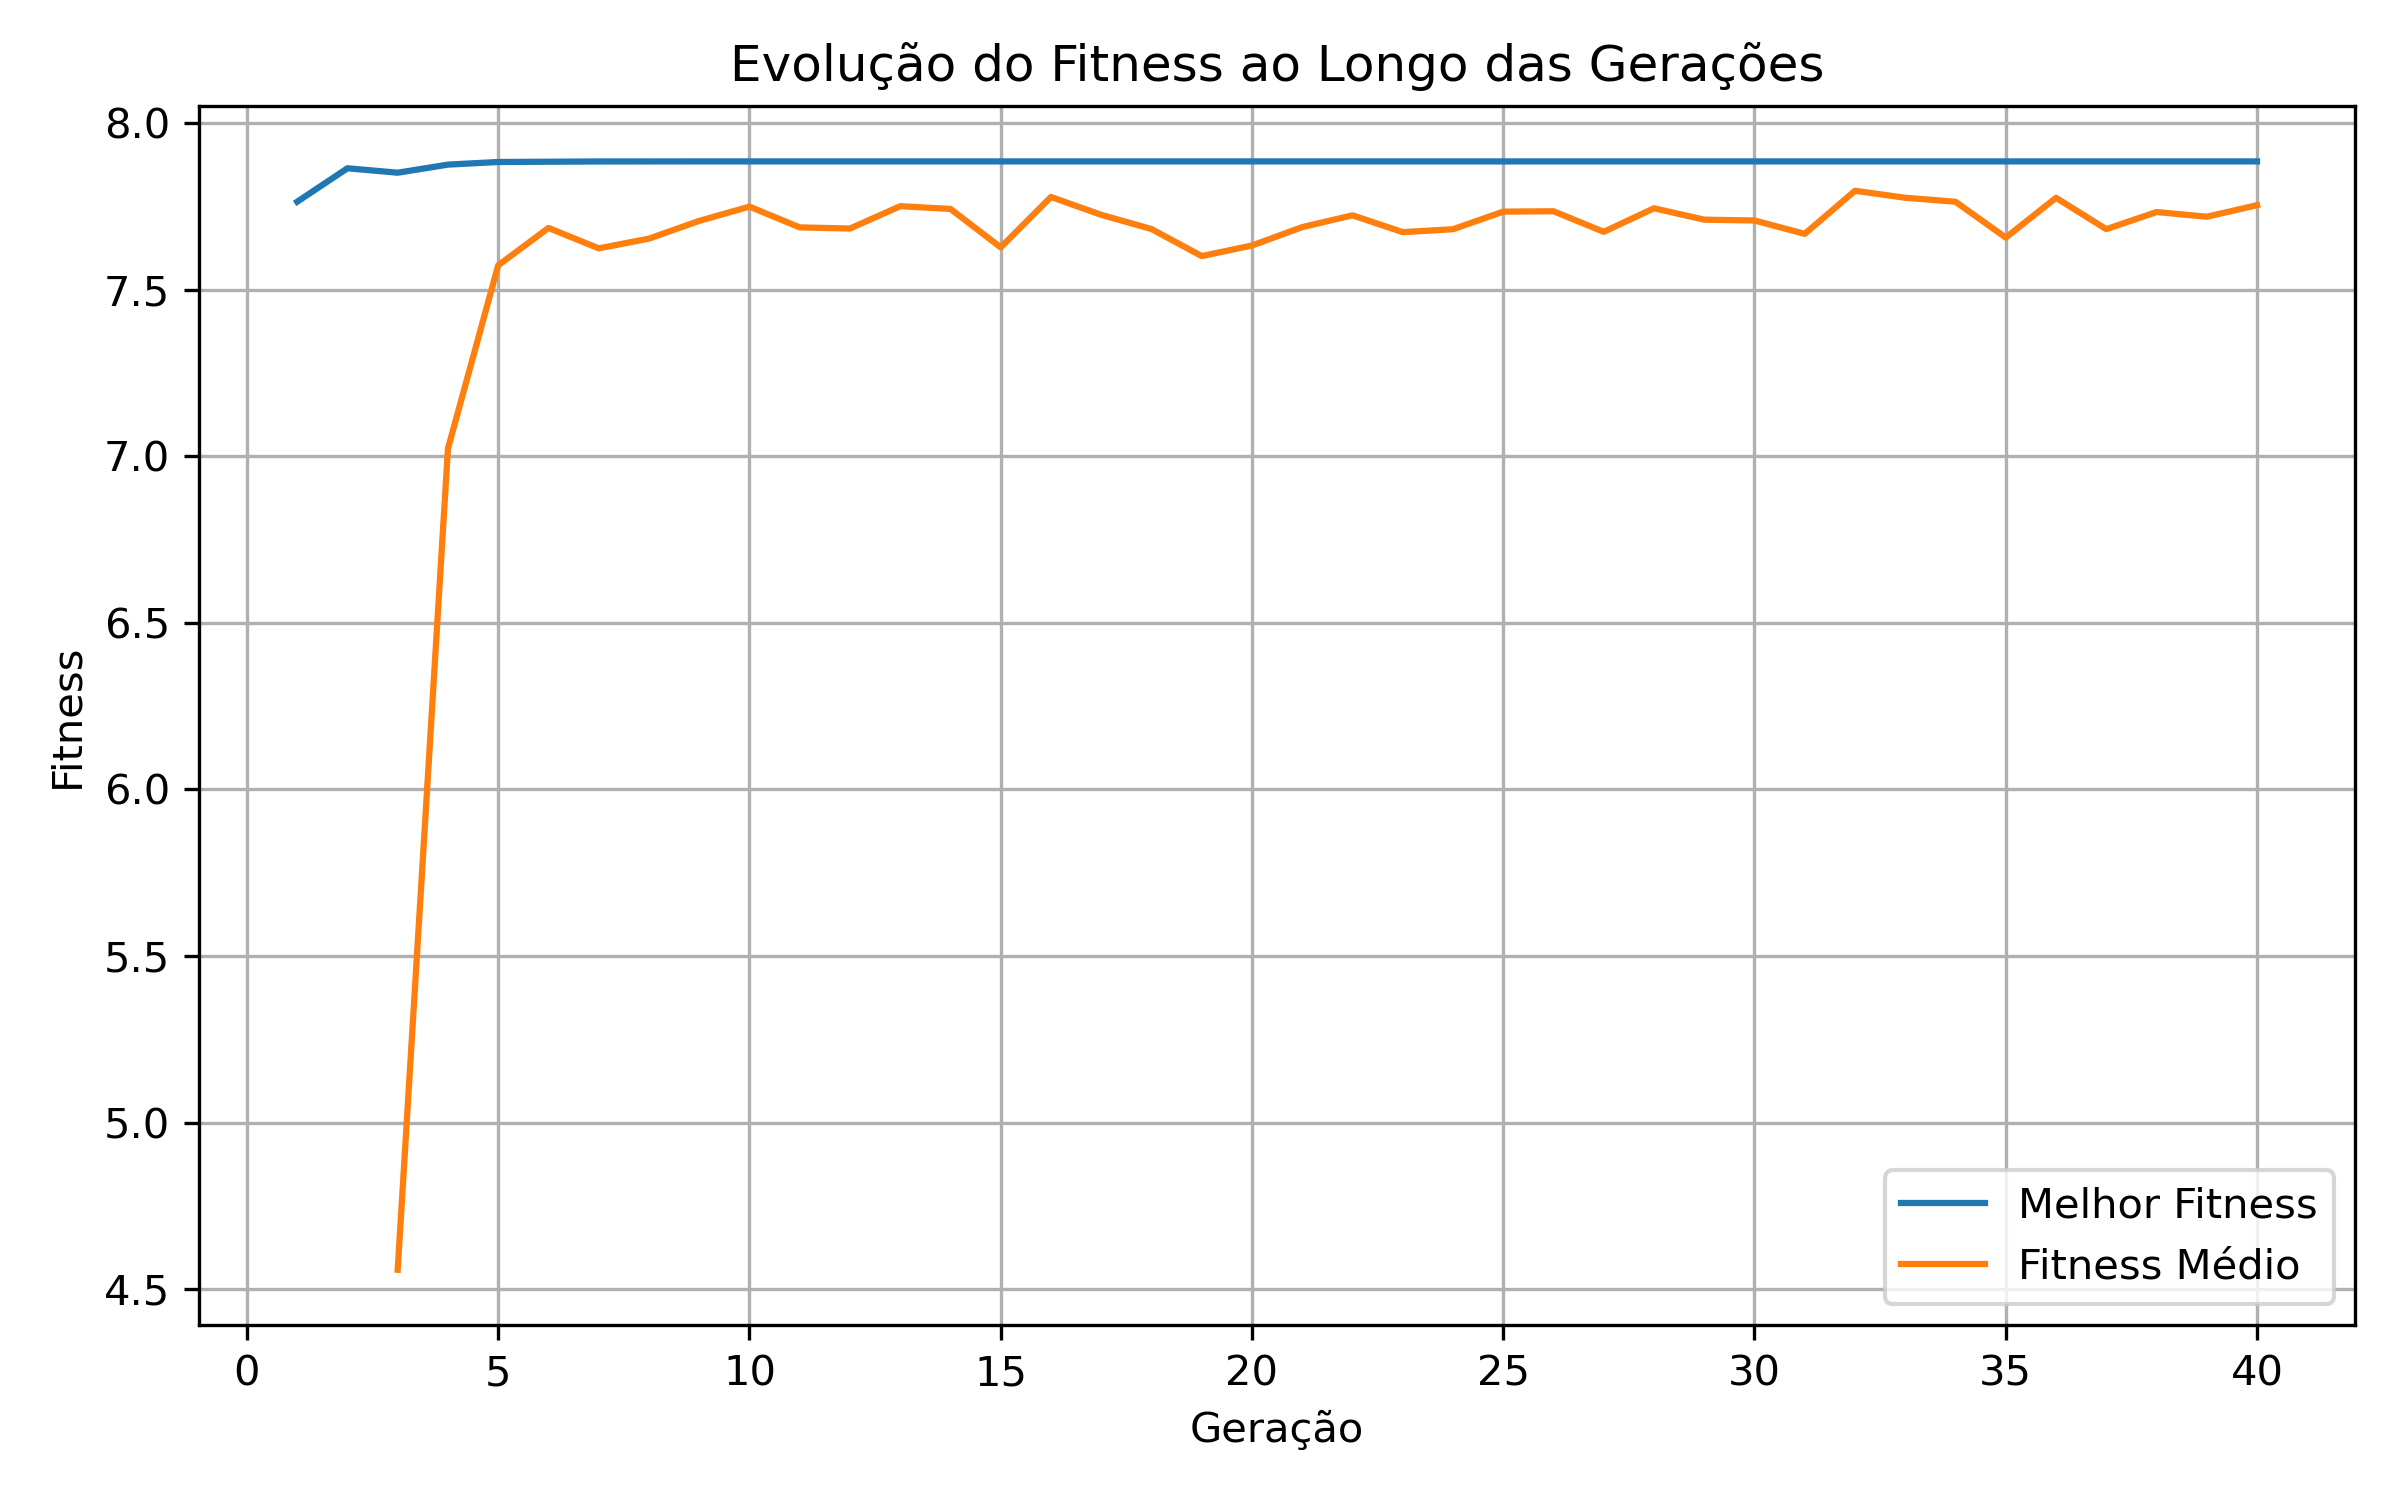 Evolução do Fitness ao Longo das Gerações
8.0
7.5
7.0
6.5
6.0
5.5
5.0
4.5
Fitness
0 5 10 15 20 25 30 35 40
Geração
Melhor Fitness
Fitness Médio